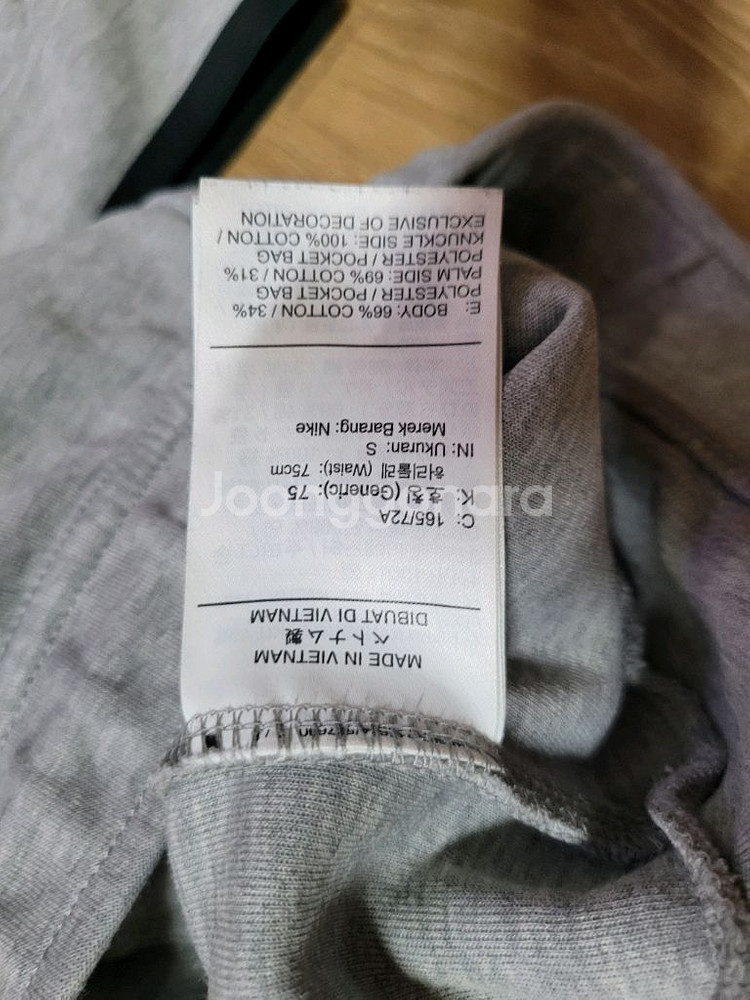 MADE IN VIETNAM
ベトナム製
DIBUAT DI VIETNAM
C: 165/72A
K: 호칭 (Generic): 75
허리둘레 (Waist): 75cm
IN: Ukuran: S
Merek Barang: Nike
E: BODY: 66% COTTON / 34%
POLYESTER / POCKET BAG
PALM SIDE: 69% COTTON / 31%
POLYESTER / POCKET BAG
KNUCKLE SIDE: 100% COTTON /
EXCLUSIVE OF DECORATION
Joonggonara